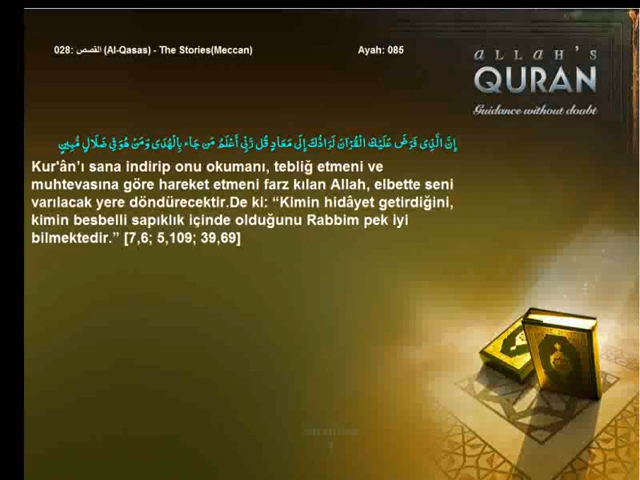 028: القصص (Al-Qasas) - The Stories(Meccan) Ayah: 085
ALLAH'S
QURAN
Guidance without doubt
إِنَّ الَّذِي فَرَضَ عَلَيْكَ الْقُرْآنَ لَرَادُّكَ إِلَى مَعَادٍ قُل رَّبِّي أَعْلَمُ مَن جَاء بِالْهُدَى وَمَنْ هُوَ فِي ضَلَالٍ مُّبِينٍ
Kur'ân’ı sana indirip onu okumanı, tebliğ etmeni ve
muhtevasına göre hareket etmeni farz kılan Allah, elbette seni
varılacak yere döndürecektir.De ki: “Kimin hidâyet getirdiğini,
kimin besbelli sapıklık içinde olduğunu Rabbim pek iyi
bilmektedir.” [7,6; 5,109; 39,69]